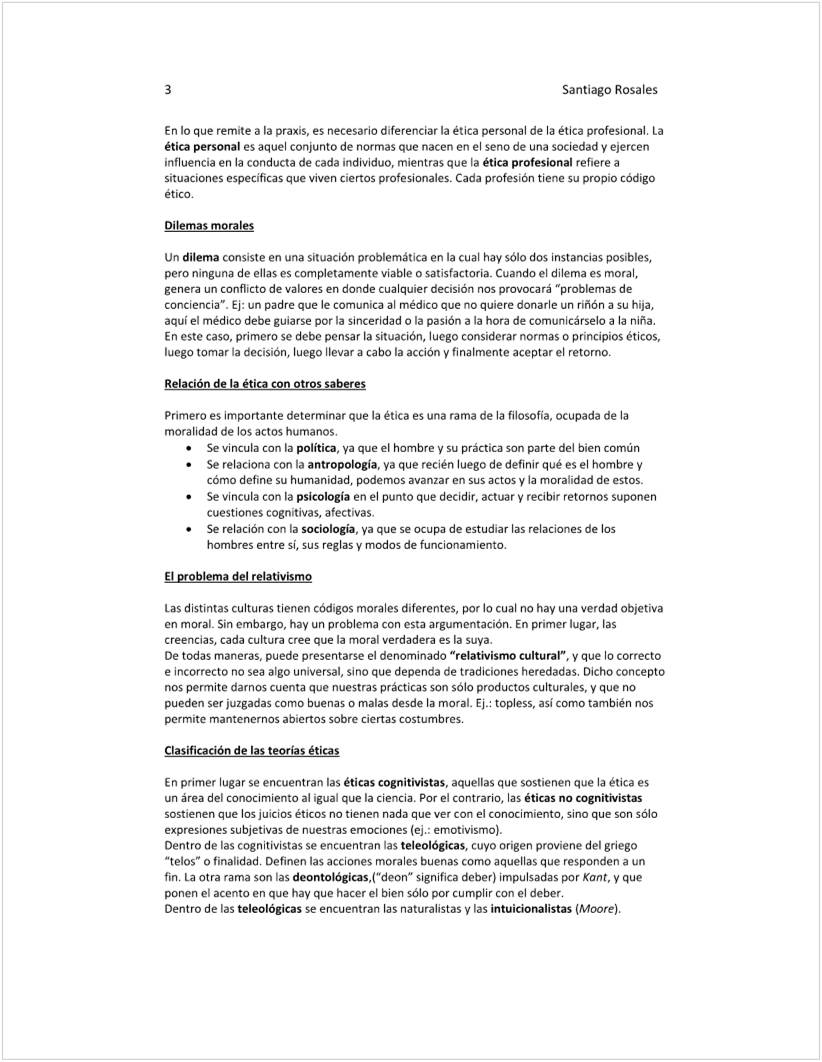 3 Santiago Rosales
En lo que remite a la praxis, es necesario diferenciar la ética personal de la ética profesional. La
ética personal es aquel conjunto de normas que nacen en el seno de una sociedad y ejercen
influencia en la conducta de cada individuo, mientras que la ética profesional refiere a
situaciones específicas que viven ciertos profesionales. Cada profesión tiene su propio código
ético.
Dilemas morales
Un dilema consiste en una situación problemática en la cual hay sólo dos instancias posibles,
pero ninguna de ellas es completamente viable o satisfactoria. Cuando el dilema es moral,
genera un conflicto de valores en donde cualquier decisión nos provocará “problemas de
conciencia”. Ej: un padre que le comunica al médico que no quiere donarle un riñón a su hija,
aquí el médico debe guiarse por la sinceridad o la pasión a la hora de comunicárselo a la niña.
En este caso, primero se debe pensar la situación, luego considerar normas o principios éticos,
luego tomar la decisión, luego llevar a cabo la acción y finalmente aceptar el retorno.
Relación de la ética con otros saberes
Primero es importante determinar que la ética es una rama de la filosofía, ocupada de la
moralidad de los actos humanos.
• Se vincula con la política, ya que el hombre y su práctica son parte del bien común
• Se relaciona con la antropología, ya que recién luego de definir qué es el hombre y
cómo define su humanidad, podemos avanzar en sus actos y la moralidad de estos.
• Se vincula con la psicología en el punto que decidir, actuar y recibir retornos suponen
cuestiones cognitivas, afectivas.
• Se relación con la sociología, ya que se ocupa de estudiar las relaciones de los
hombres entre sí, sus reglas y modos de funcionamiento.
El problema del relativismo
Las distintas culturas tienen códigos morales diferentes, por lo cual no hay una verdad objetiva
en moral. Sin embargo, hay un problema con esta argumentación. En primer lugar, las
creencias, cada cultura cree que la moral verdadera es la suya.
De todas maneras, puede presentarse el denominado “relativismo cultural”, y que lo correcto
e incorrecto no sea algo universal, sino que dependa de tradiciones heredadas. Dicho concepto
nos permite darnos cuenta que nuestras prácticas son sólo productos culturales, y que no
pueden ser juzgadas como buenas o malas desde la moral. Ej.: topless, así como también nos
permite mantenernos abiertos sobre ciertas costumbres.
Clasificación de las teorías éticas
En primer lugar se encuentran las éticas cognitivistas, aquellas que sostienen que la ética es
un área del conocimiento al igual que la ciencia. Por el contrario, las éticas no cognitivistas
sostienen que los juicios éticos no tienen nada que ver con el conocimiento, sino que son sólo
expresiones subjetivas de nuestras emociones (ej.: emotivismo).
Dentro de las cognitivistas se encuentran las teleológicas, cuyo origen proviene del griego
“telos” o finalidad. Definen las acciones morales buenas como aquellas que responden a un
fin. La otra rama son las deontológicas,(“deon” significa deber) impulsadas por Kant, y que
ponen el acento en que hay que hacer el bien sólo por cumplir con el deber.
Dentro de las teleológicas se encuentran las naturalistas y las intuicionalistas (Moore).